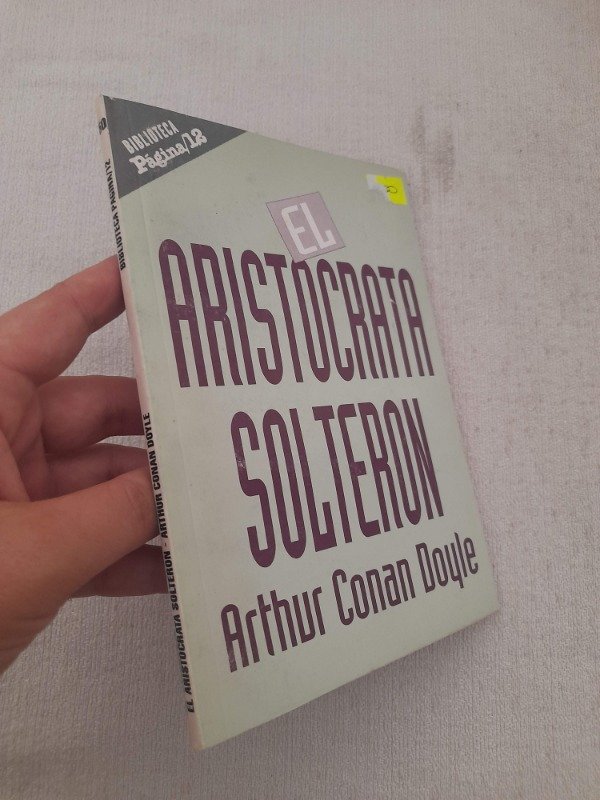 BIBLIOTECA
Página/12
EL
ARISTOCRATA
SOLTERON
Arthur Conan Doyle
BIBLIOTECA PAGINA/12
EL ARISTOCRATA SOLTERON - ARTHUR CONAN DOYLE